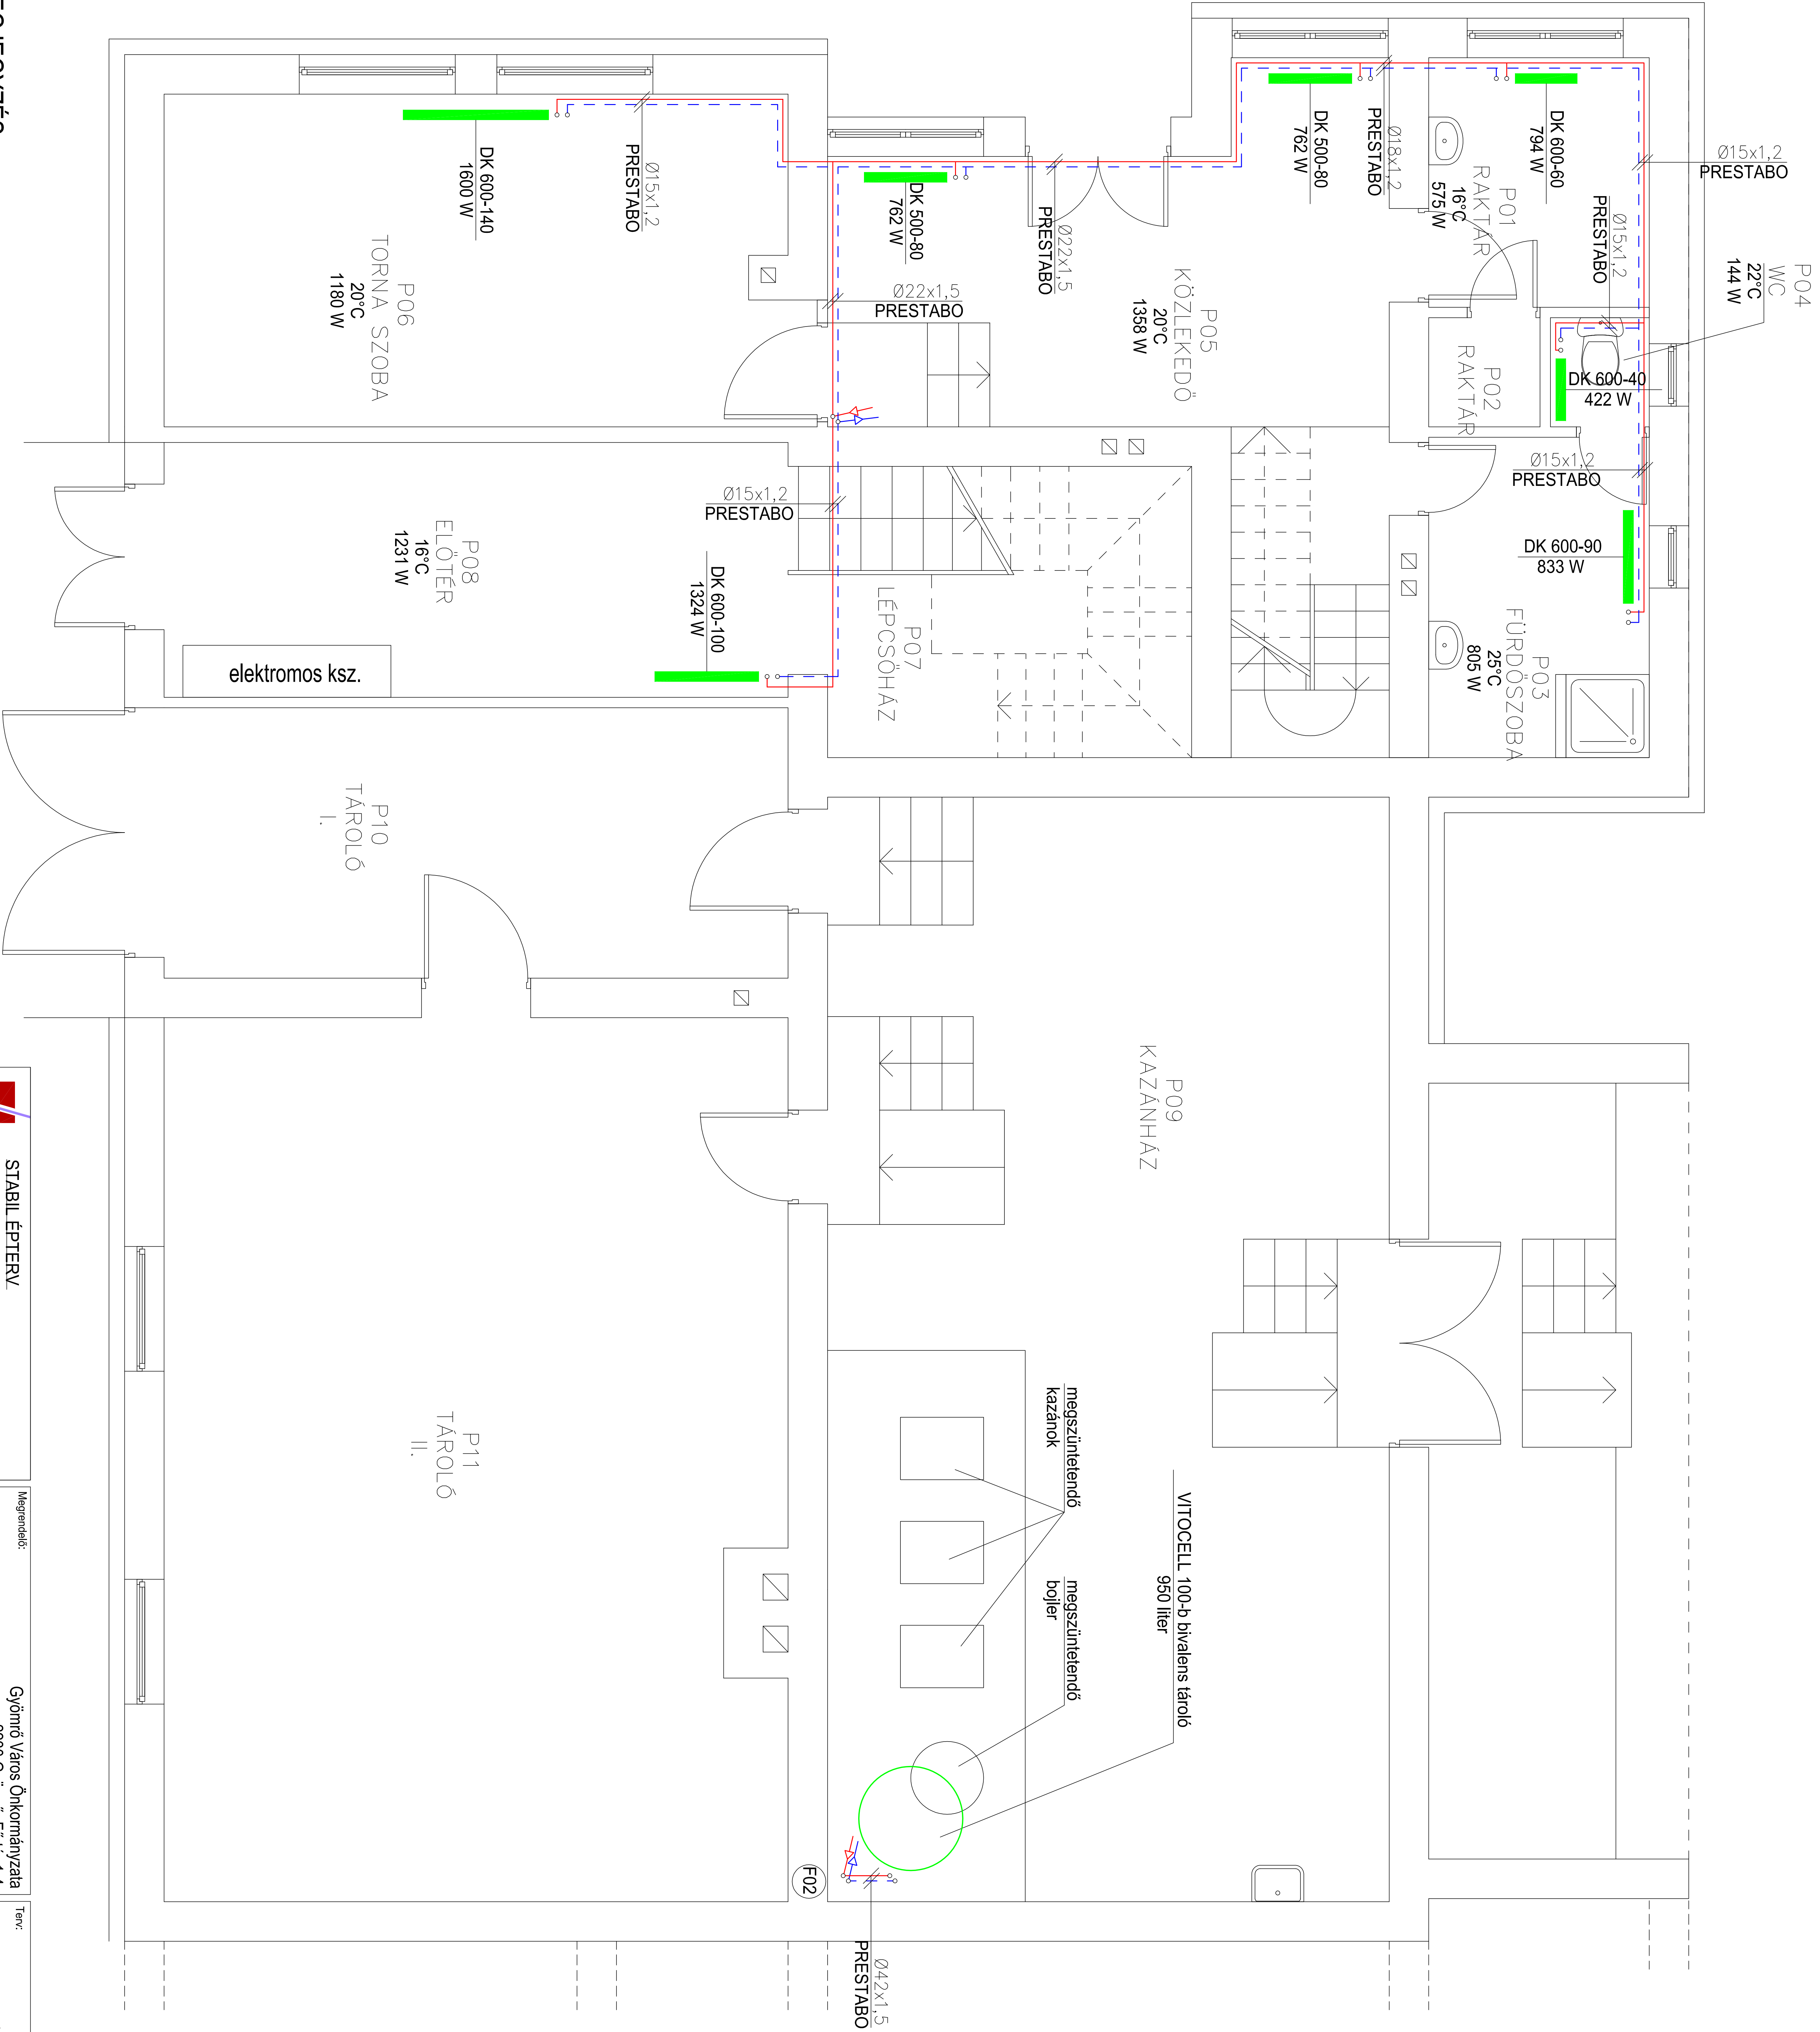 P04
WC
22°C
144 W
Ø15x1,2
PRESTABO
DK 600-60
794 W
Ø15x1,2
PRESTABO
P01
RAKTÁR
16°C
575 W
Ø18x1,2
PRESTABO
DK 500-80
762 W
P02
RAKTÁR
DK 600-40
422 W
Ø15x1,2
PRESTABO
DK 600-90
833 W
P03
FÜRDŐSZOBA
25°C
805 W
P05
KÖZLEKEDŐ
20°C
1358 W
Ø22x1,5
PRESTABO
DK 500-80
762 W
Ø22x1,5
PRESTABO
Ø15x1,2
PRESTABO
DK 600-140
1600 W
P06
TORNA SZOBA
20°C
1180 W
Ø15x1,2
PRESTABO
P07
LÉPCSŐHÁZ
DK 600-100
1324 W
P08
ELŐTÉR
16°C
1231 W
elektromos ksz.
P10
TÁROLÓ
I.
P09
KAZÁNHÁZ
P11
TÁROLÓ
II.
megszüntetendő
kazánok
megszüntetendő
bojler
VITOCELL 100-b bivalens tároló
950 liter
F02
Ø42x1,5
PRESTABO
STABIL ÉPTERV.
Megrendelő:
Gyömrő Város Önkormányzata
Terv: